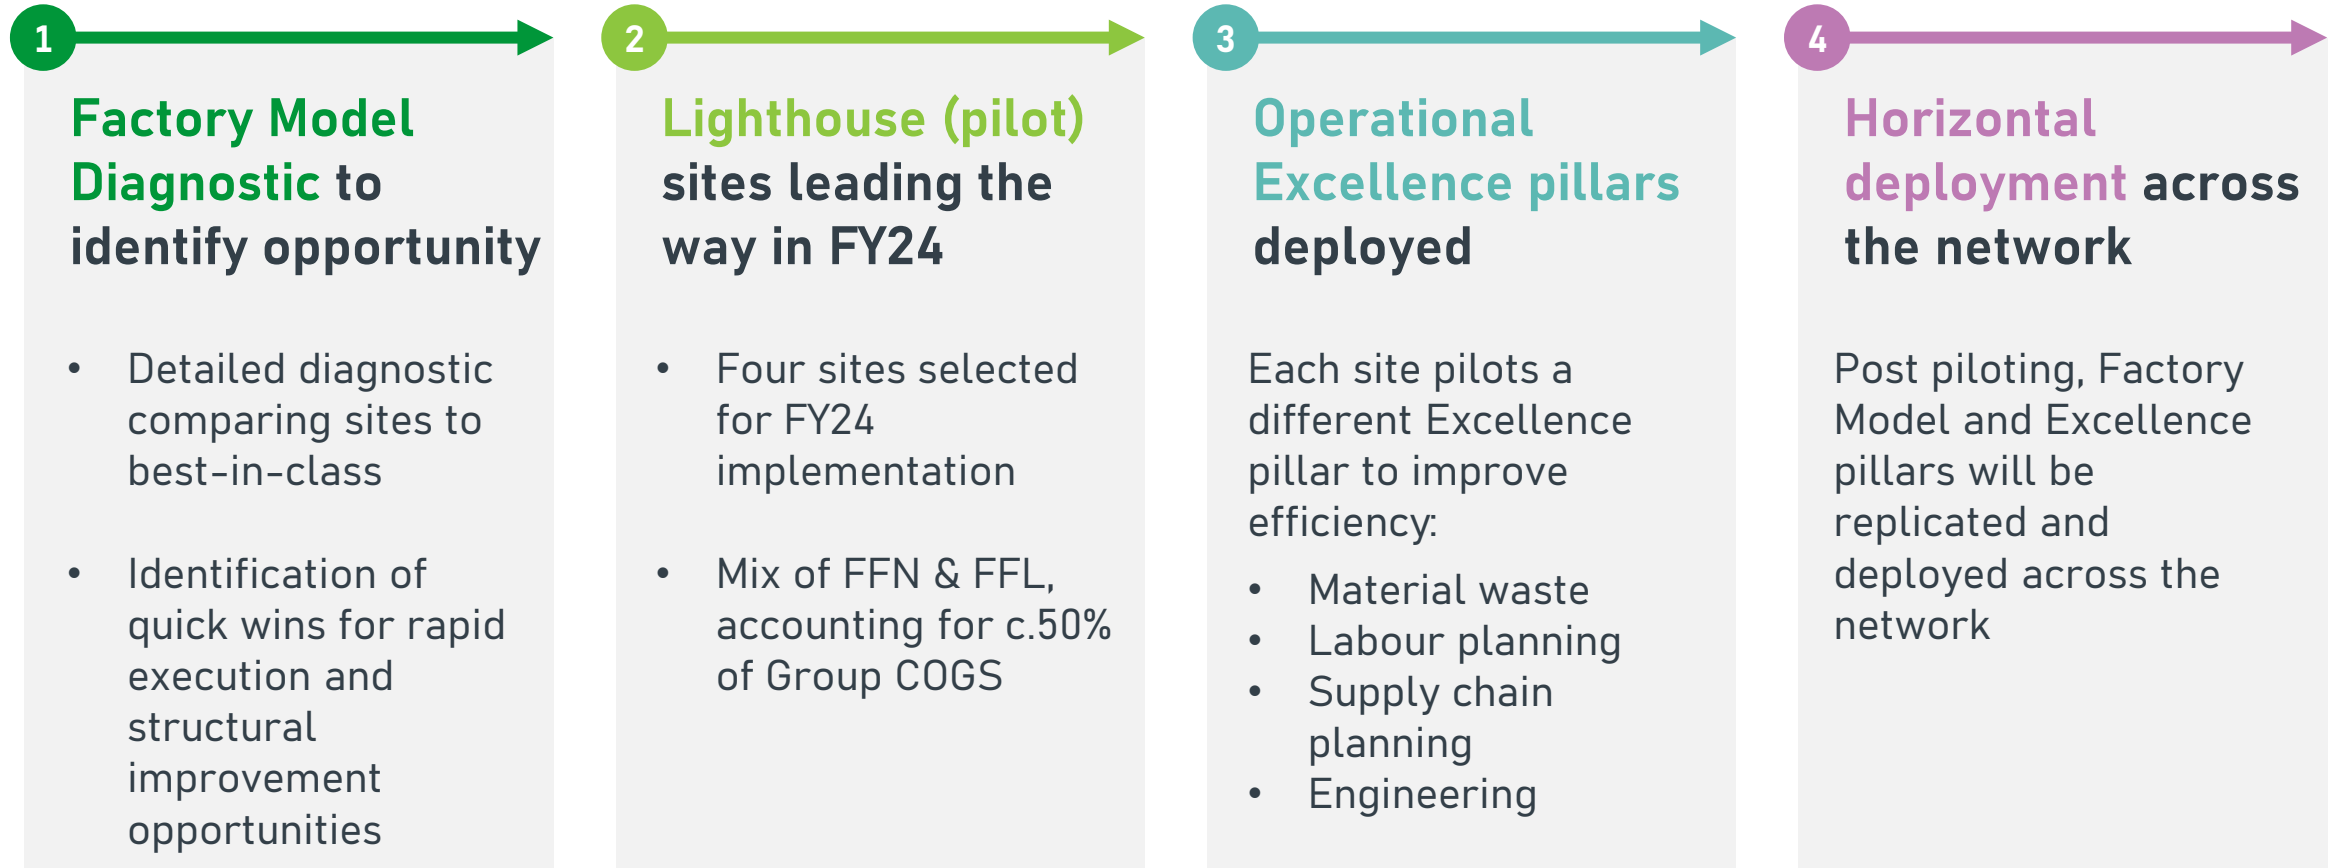 1
Factory Model
Diagnostic to
identify opportunity
• Detailed diagnostic
comparing sites to
best-in-class
• Identification of
quick wins for rapid
execution and
structural
improvement
opportunities
2
Lighthouse (pilot)
sites leading the
way in FY24
• Four sites selected
for FY24
implementation
• Mix of FFN & FFL,
accounting for c.50%
of Group COGS
3
Operational
Excellence pillars
deployed
Each site pilots a
different Excellence
pillar to improve
efficiency:
• Material waste
• Labour planning
• Supply chain
planning
• Engineering
4
Horizontal
deployment across
the network
Post piloting, Factory
Model and Excellence
pillars will be
replicated and
deployed across the
network